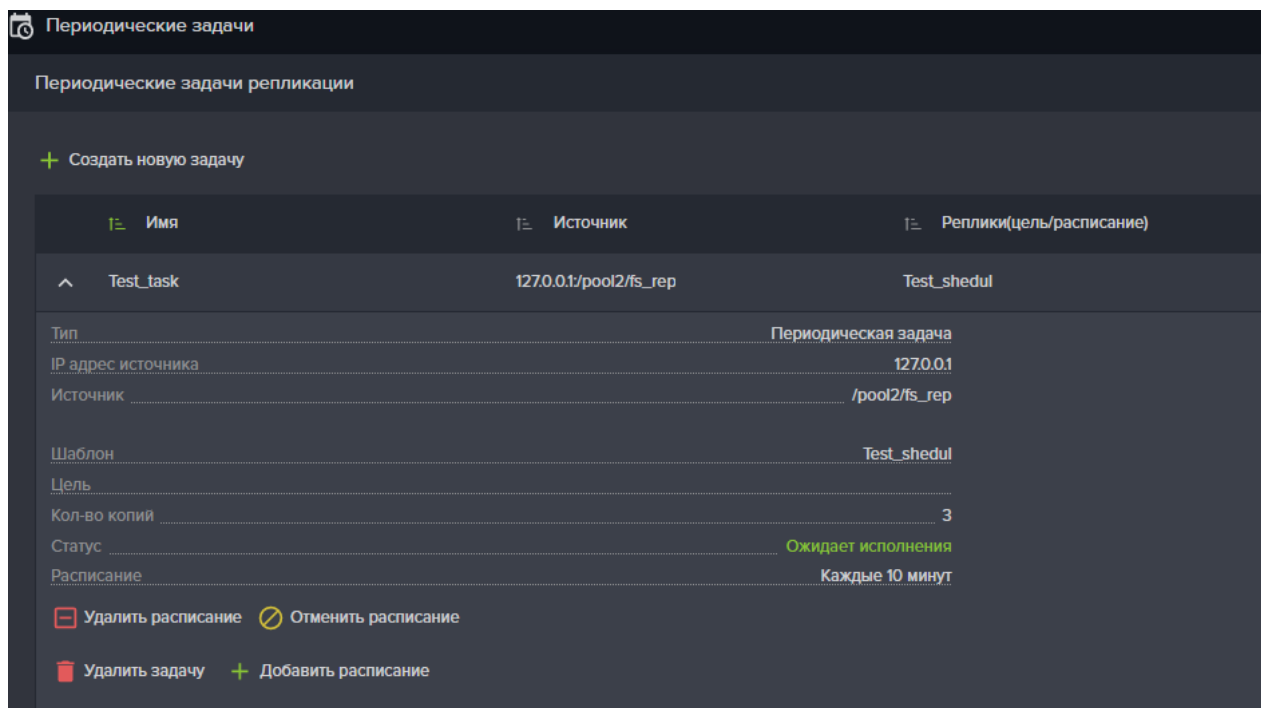 Периодические задачи
Периодические задачи репликации
Создать новую задачу
Имя Источник Реплики(цель/расписание)
Test_task 127.0.0.1:/pool2/fs_rep Test_shedul
Тип Периодическая задача
IP адрес источника 127.0.0.1
Источник /pool2/fs_rep
Шаблон Test_shedul
Цель
Кол-во копий 3
Статус Ожидает исполнения
Расписание Каждые 10 минут
Удалить расписание Отменить расписание
Удалить задачу Добавить расписание